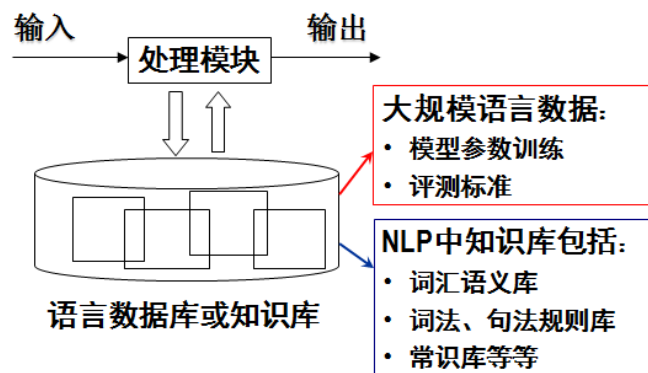 输入
输出
处理模块
大规模语言数据：
• 模型参数训练
• 评测标准
NLP中知识库包括：
• 词汇语义库
• 词法、句法规则库
• 常识库等等
语言数据库或知识库